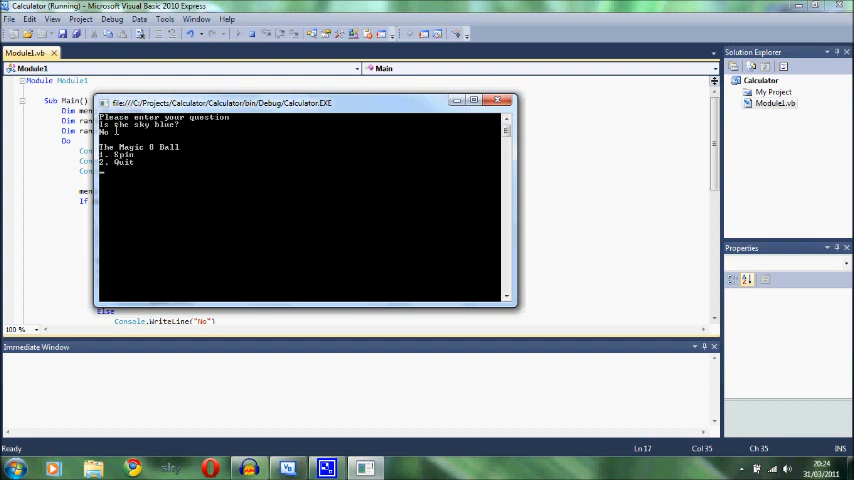 Calculator (Running) - Microsoft Visual Basic 2010 Express
File Edit View Project Debug Data Tools Window Help
Module1.vb
Solution Explorer
Module1
Main
Module Module1
Calculator
My Project
Module1.vb
Sub Main()
Dim
Dim
Dim
Do
file:///C:/Projects/Calculator/Calculator/bin/Debug/Calculator.EXE
Please enter your question
Is the sky blue?
No
The Magic 8 Ball
1. Spin
2. Quit
If
Properties
Else
Console.WriteLine("No")
100 %
Immediate Window
Ready
Ln 17
Col 35
Ch 35
sky
20:24
31/03/2011